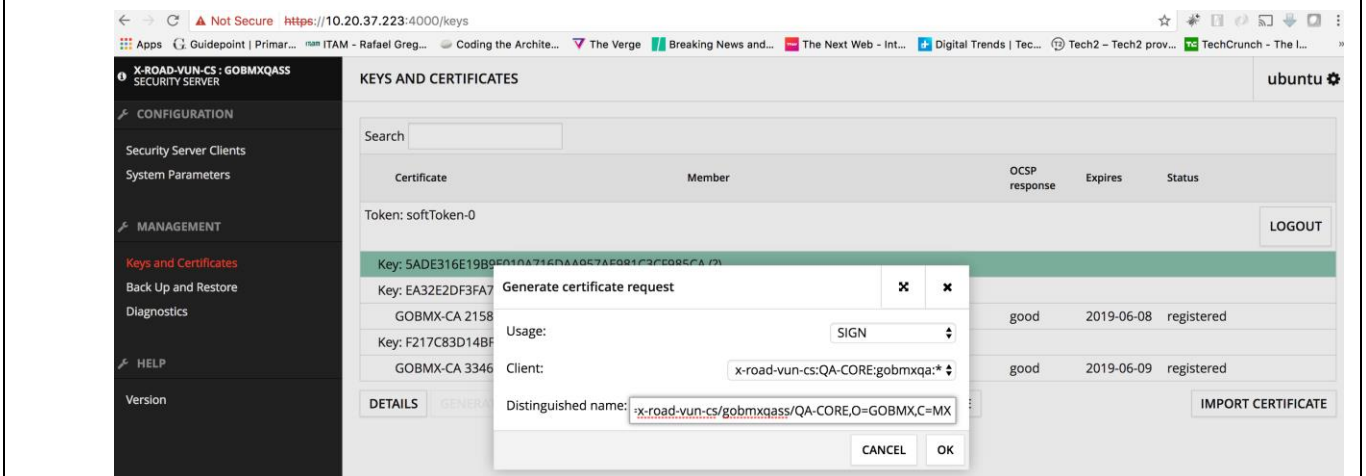 Not Secure https://10.20.37.223:4000/keys
Apps Guidepoint | Primar... ITAM - Rafael Greg... Coding the Archite... The Verge Breaking News and... The Next Web - Int... Digital Trends | Tec... Tech2 – Tech2 prov... TechCrunch - The l... »
X-ROAD-VUN-CS : GOBMXQASS
SECURITY SERVER
KEYS AND CERTIFICATES
ubuntu
CONFIGURATION
Security Server Clients
System Parameters
MANAGEMENT
Keys and Certificates
Back Up and Restore
Diagnostics
HELP
Version
Search
Certificate Member OCSP response Expires Status
Token: softToken-0
LOGOUT
Key: 5ADE316E19B9E010A716DAA957AE981C3CF985CA (?)
Key: EA32E2DF3FA7
GOBMX-CA 2158 good 2019-06-08 registered
Key: F217C83D14BF
GOBMX-CA 3346 good 2019-06-09 registered
DETAILS IMPORT CERTIFICATE
Generate certificate request
Usage: SIGN
Client: x-road-vun-cs:QA-CORE:gobmxqa:*
Distinguished name: =x-road-vun-cs/gobmxqass/QA-CORE,O=GOBMX,C=MX
CANCEL OK